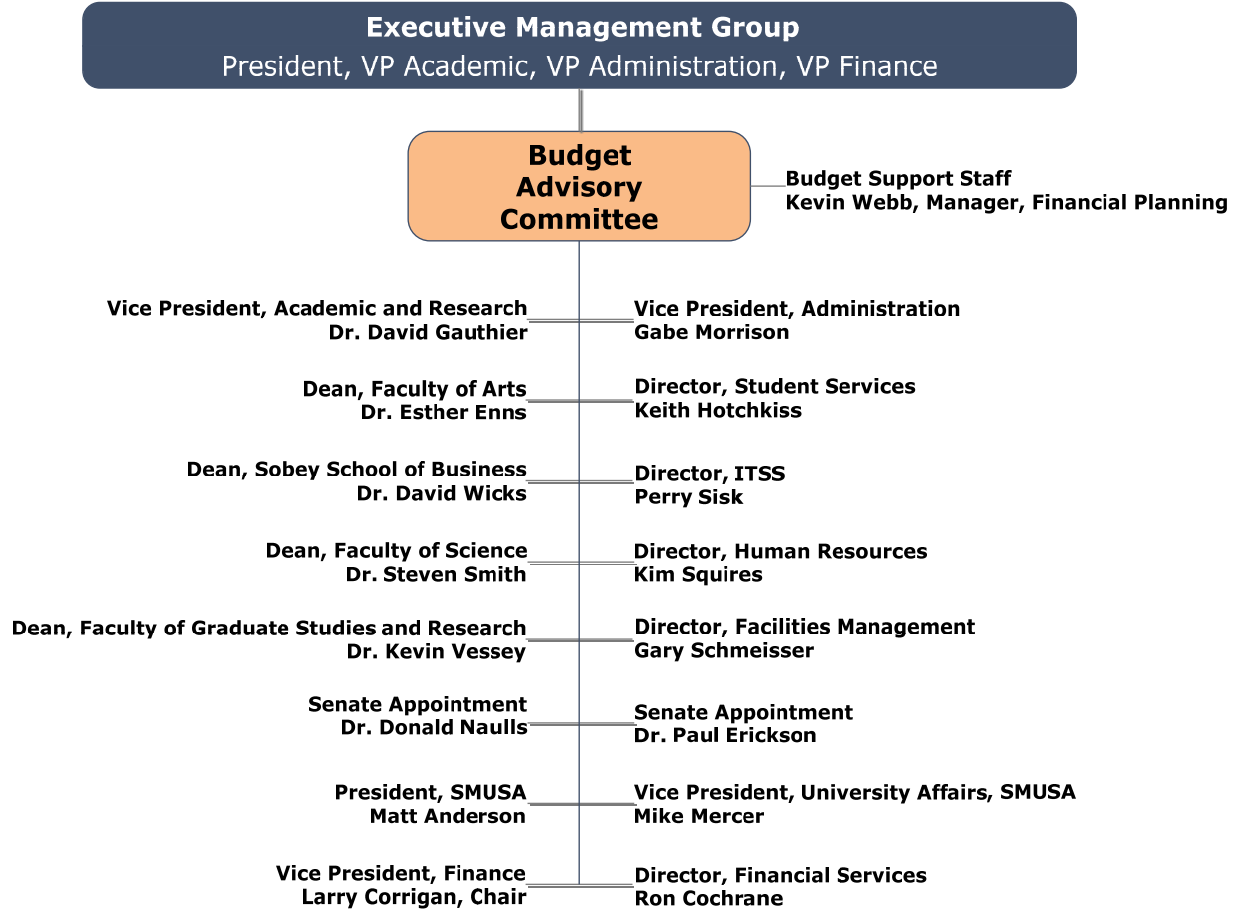 Executive Management Group
President, VP Academic, VP Administration, VP Finance
Budget
Advisory
Committee
Budget Support Staff
Kevin Webb, Manager, Financial Planning
Vice President, Academic and Research
Dr. David Gauthier
Vice President, Administration
Gabe Morrison
Dean, Faculty of Arts
Dr. Esther Enns
Director, Student Services
Keith Hotchkiss
Dean, Sobey School of Business
Dr. David Wicks
Director, ITSS
Perry Sisk
Dean, Faculty of Science
Dr. Steven Smith
Director, Human Resources
Kim Squires
Dean, Faculty of Graduate Studies and Research
Dr. Kevin Vessey
Director, Facilities Management
Gary Schmeisser
Senate Appointment
Dr. Donald Naulls
Senate Appointment
Dr. Paul Erickson
President, SMUSA
Matt Anderson
Vice President, University Affairs, SMUSA
Mike Mercer
Vice President, Finance
Larry Corrigan, Chair
Director, Financial Services
Ron Cochrane